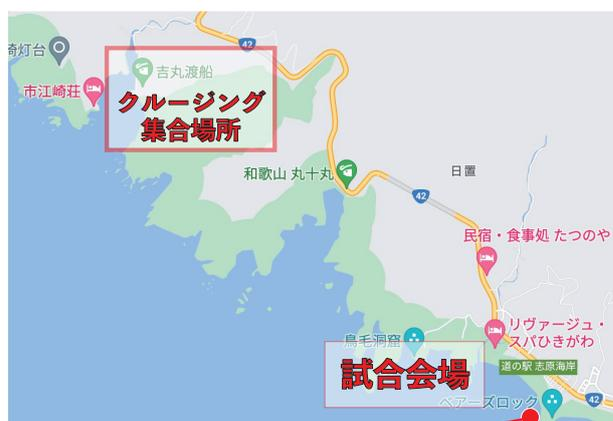 42
崎灯台
吉丸渡船
市江崎荘
クルージング
集合場所
和歌山 丸十丸
日置
42
民宿・食事処 たつのや
リヴァージュ・
スパひきがわ
鳥毛洞窟
道の駅 志原海岸
試合会場
ベアーズロック
42